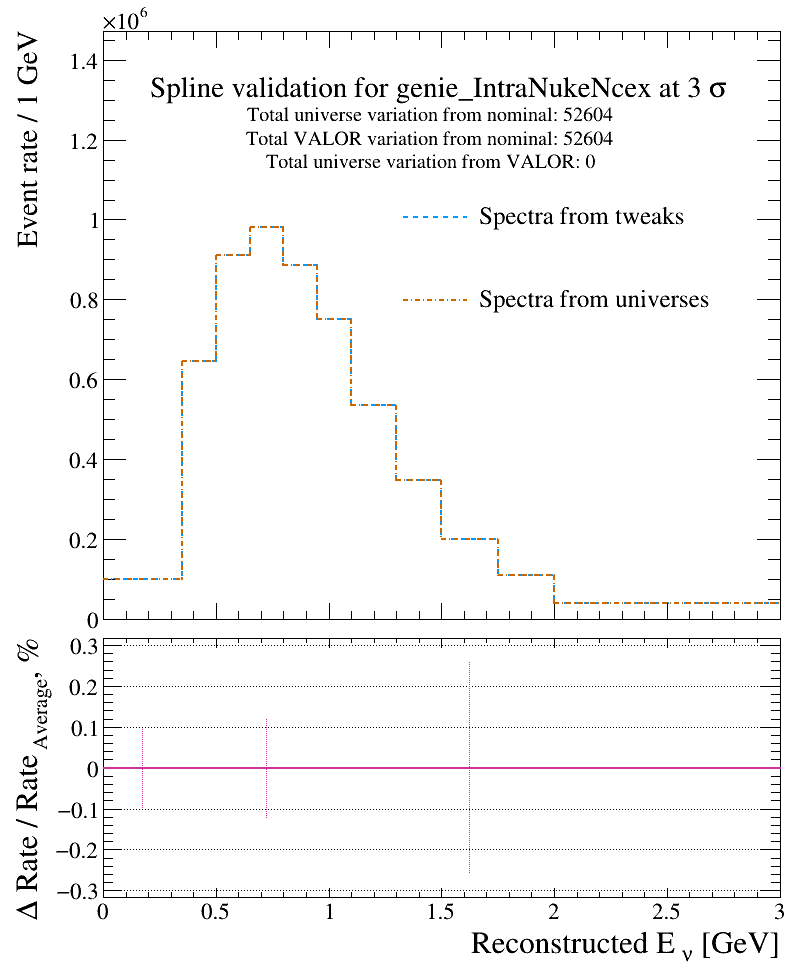 ×10⁶
Event rate / 1 GeV
1.4
1.2
1
0.8
0.6
0.4
0.2
0
Spline validation for genie_IntraNukeNcex at 3 σ
Total universe variation from nominal: 52604
Total VALOR variation from nominal: 52604
Total universe variation from VALOR: 0
Spectra from tweaks
Spectra from universes
Δ Rate / Rate Average, %
0.3
0.2
0.1
0
−0.1
−0.2
−0.3
0 0.5 1 1.5 2 2.5 3
Reconstructed E ν [GeV]